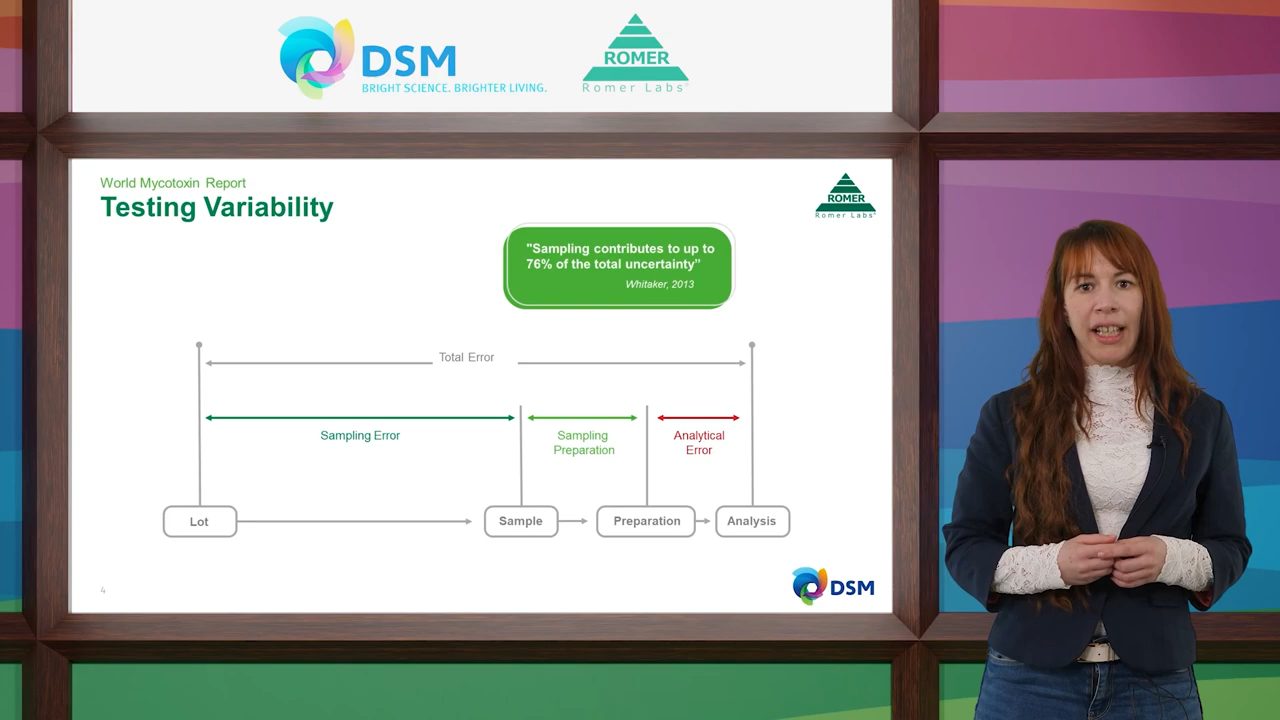 DSM
BRIGHT SCIENCE. BRIGHTER LIVING.
ROMER
Romer Labs®
World Mycotoxin Report
Testing Variability
ROMER
Romer Labs®
"Sampling contributes to up to
76% of the total uncertainty"
Whitaker, 2013
Total Error
Sampling Error
Sampling
Preparation
Analytical
Error
Lot
Sample
Preparation
Analysis
4
DSM